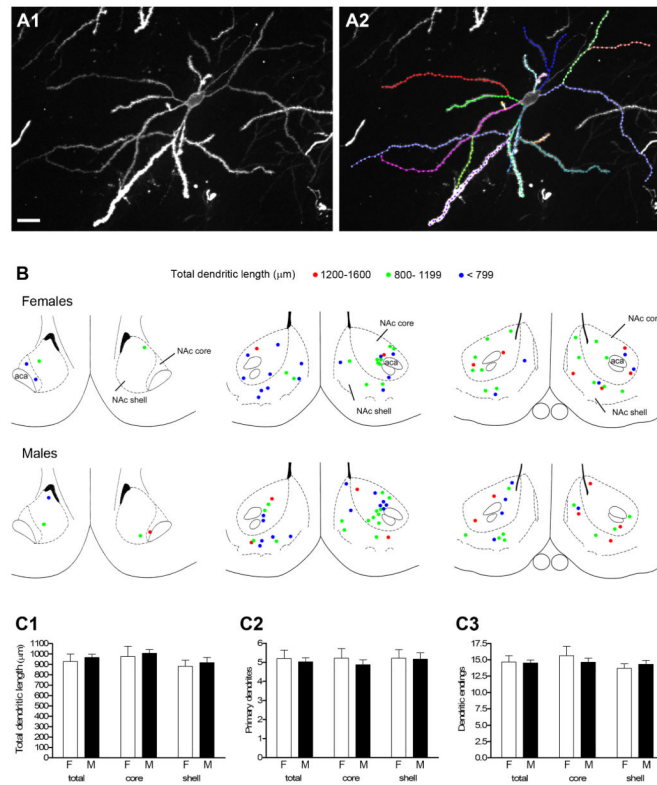 A1
A2
B
Total dendritic length (μm) 1200-1600 800- 1199 < 799
Females
NAc core
aca
NAc shell
NAc core
aca
NAc shell
NAc core
aca
NAc shell
Males
C1
Total dendritic length (μm)
1100
1000
900
800
700
600
500
400
300
200
100
0
F M F M F M
total core shell
C2
Primary dendrites
6
5
4
3
2
1
0
F M F M F M
total core shell
C3
Dendritic endings
17.5
15.0
12.5
10.0
7.5
5.0
2.5
0.0
F M F M F M
total core shell